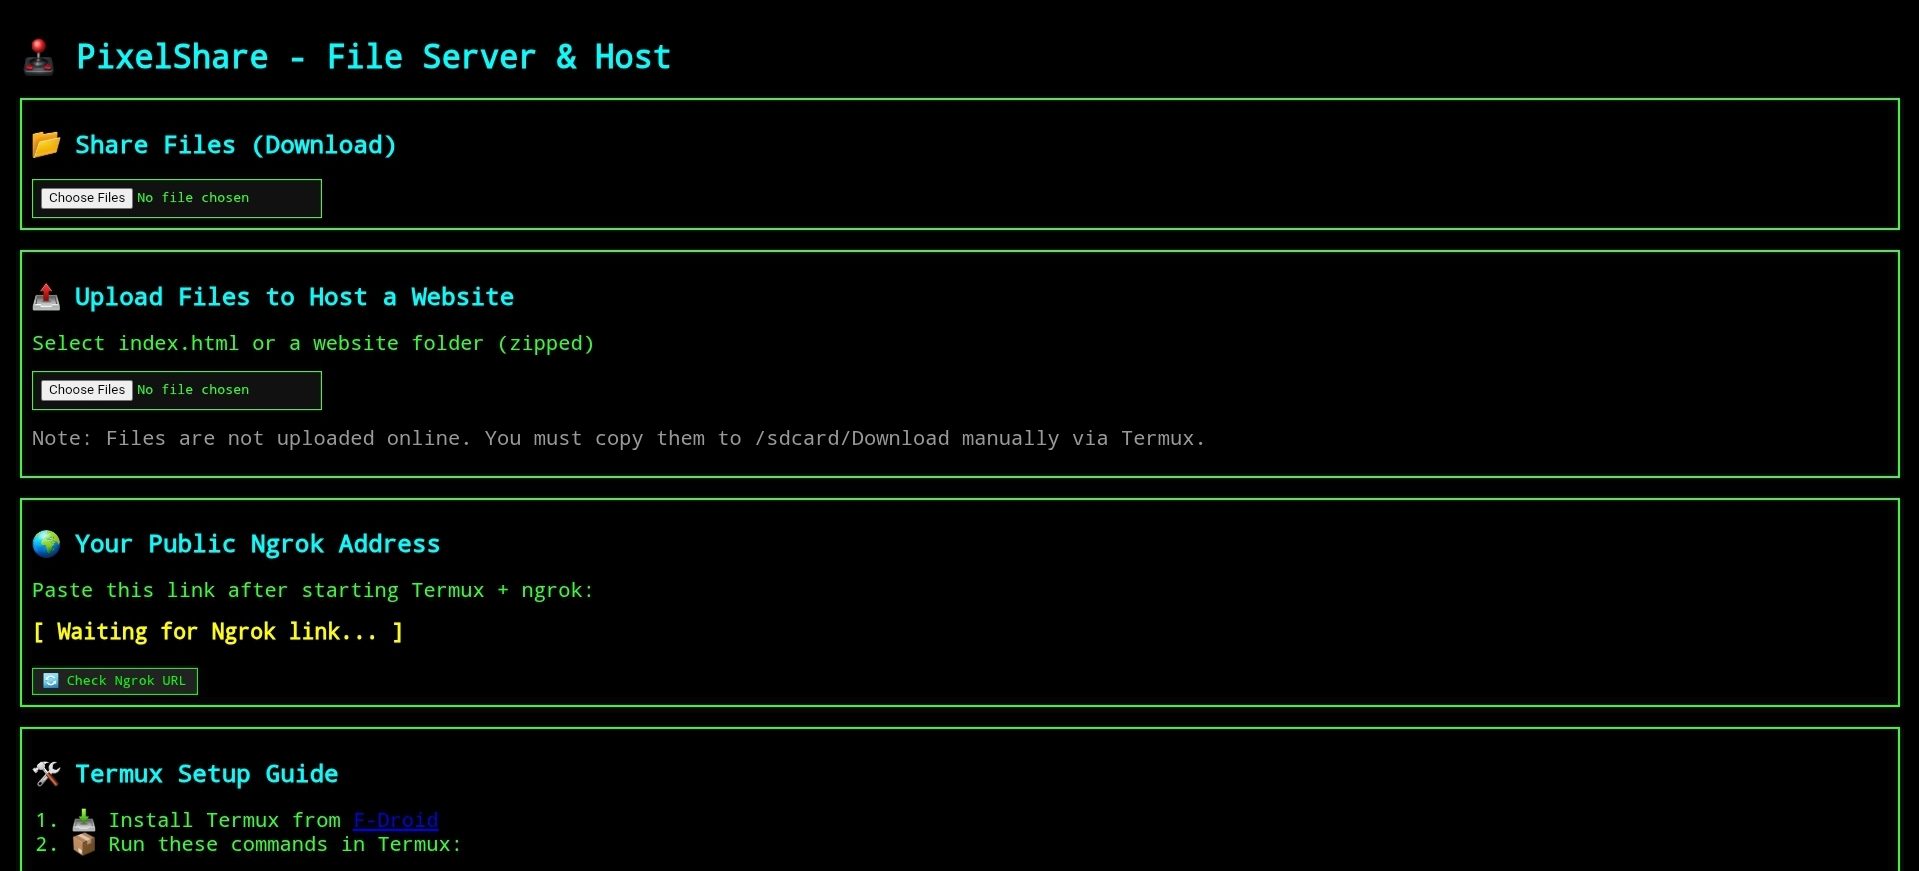 PixelShare - File Server & Host
Share Files (Download)
Choose Files No file chosen
Upload Files to Host a Website
Select index.html or a website folder (zipped)
Choose Files No file chosen
Note: Files are not uploaded online. You must copy them to /sdcard/Download manually via Termux.
Your Public Ngrok Address
Paste this link after starting Termux + ngrok:
[ Waiting for Ngrok link... ]
Check Ngrok URL
Termux Setup Guide
1. Install Termux from F-Droid
2. Run these commands in Termux: